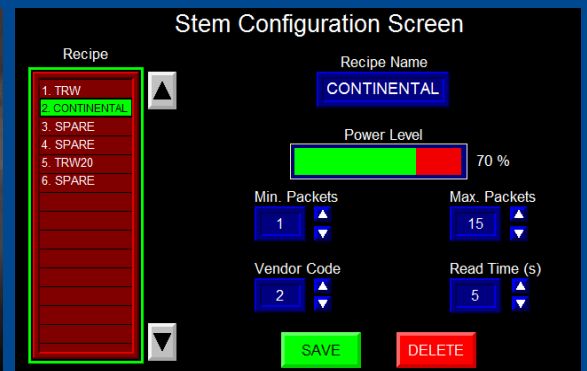 Stem Configuration Screen
Recipe
1. TRW
2. CONTINENTAL
3. SPARE
4. SPARE
5. TRW20
6. SPARE
Recipe Name
CONTINENTAL
Power Level
70 %
Min. Packets
1
Max. Packets
15
Vendor Code
2
Read Time (s)
5
SAVE
DELETE